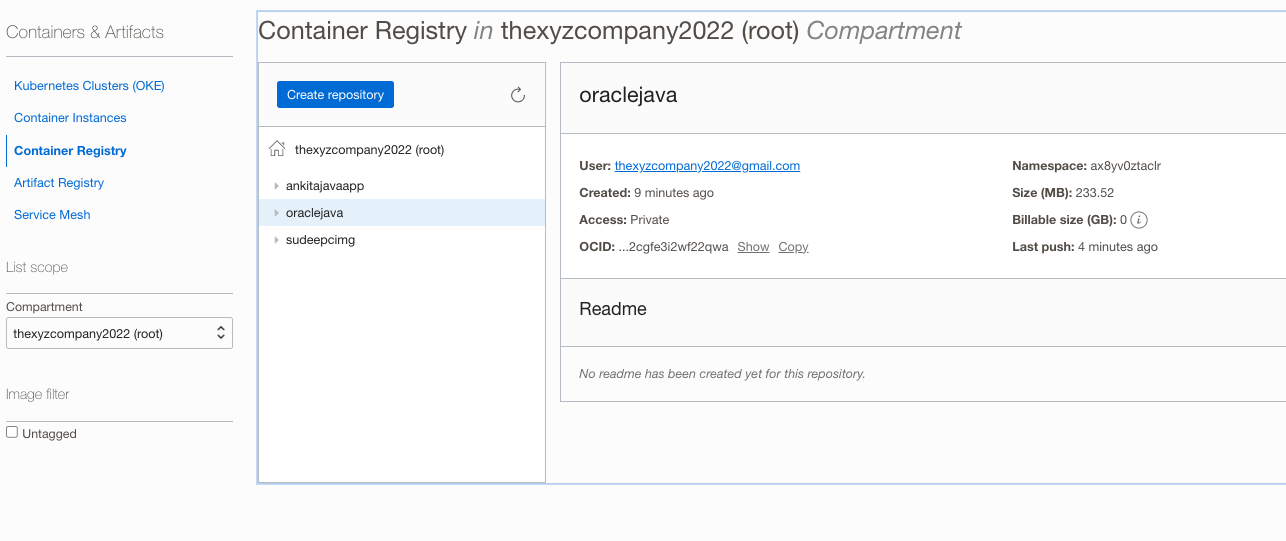 Containers & Artifacts
Kubernetes Clusters (OKE)
Container Instances
Container Registry
Artifact Registry
Service Mesh
List scope
Compartment
thexyzcompany2022 (root)
Image filter
Untagged
Container Registry in thexyzcompany2022 (root) Compartment
Create repository
thexyzcompany2022 (root)
ankitajavaapp
oraclejava
sudeepcimg
oraclejava
User: thexyzcompany2022@gmail.com
Created: 9 minutes ago
Access: Private
OCID: ...2cgfe3i2wf22qwa Show Copy
Namespace: ax8yv0ztaclr
Size (MB): 233.52
Billable size (GB): 0 i
Last push: 4 minutes ago
Readme
No readme has been created yet for this repository.